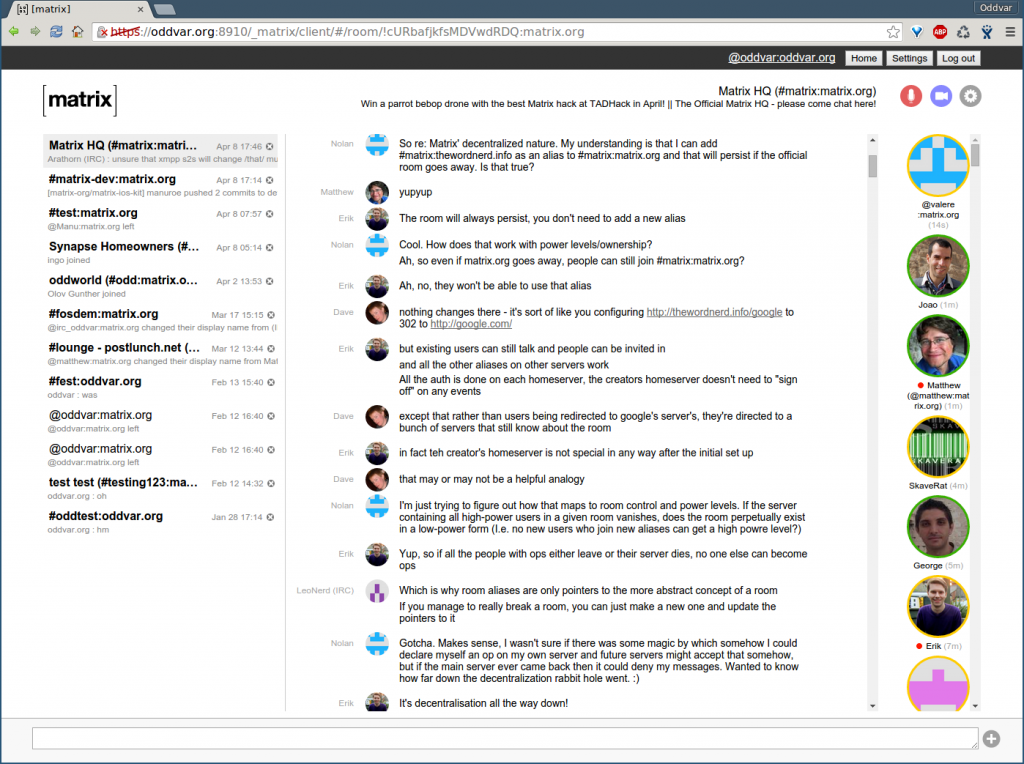 [matrix]
Oddvar
https://oddvar.org:8910/_matrix/client/#/room/!cURbafjkfsMDVwdRDQ:matrix.org
ABP
@oddvar:oddvar.org Home Settings Log out
[matrix]
Matrix HQ (#matrix:matrix.org)
Win a parrot bebop drone with the best Matrix hack at TADHack in April! || The Official Matrix HQ - please come chat here!
Matrix HQ (#matrix:matri... Apr 8 17:46
Arathorn (IRC) : unsure that xmpp s2s will change /that/ mu
#matrix-dev:matrix.org Apr 8 17:14
[matrix-org/matrix-ios-kit] manuroe pushed 2 commits to de
#test:matrix.org Apr 8 07:57
@Manu:matrix.org left
Synapse Homeowners (#... Apr 8 05:14
ingo joined
oddworld (#odd:matrix.o... Apr 2 13:53
Olov Gunther joined
#fosdem:matrix.org Mar 17 15:15
@irc_oddvar:matrix.org changed their display name from (I
#lounge - postlunch.net (... Mar 12 13:44
@matthew:matrix.org changed their display name from Mat
#fest:oddvar.org Feb 13 15:40
oddvar : was
@oddvar:matrix.org Feb 12 16:40
@oddvar:matrix.org left
@oddvar:matrix.org Feb 12 16:40
@oddvar:matrix.org left
test test (#testing123:ma... Feb 12 14:32
oddvar.org : oh
#oddtest:oddvar.org Jan 28 17:14
oddvar.org : hm
Nolan So re: Matrix' decentralized nature. My understanding is that I can add
#matrix:thewordnerd.info as an alias to #matrix:matrix.org and that will persist if the official
room goes away. Is that true?
Matthew yupyup
Erik The room will always persist, you don't need to add a new alias
Nolan Cool. How does that work with power levels/ownership?
Ah, so even if matrix.org goes away, people can still join #matrix:matrix.org?
Erik Ah, no, they won't be able to use that alias
Dave nothing changes there - it's sort of like you configuring http://thewordnerd.info/google to
302 to http://google.com/
Erik but existing users can still talk and people can be invited in
and all the other aliases on other servers work
All the auth is done on each homeserver, the creators homeserver doesn't need to "sign
off" on any events
Dave except that rather than users being redirected to google's server's, they're directed to a
bunch of servers that still know about the room
Erik in fact teh creator's homeserver is not special in any way after the initial set up
Dave that may or may not be a helpful analogy
Nolan I'm just trying to figure out how that maps to room control and power levels. If the server
containing all high-power users in a given room vanishes, does the room perpetually exist
in a low-power form (I.e. no new users who join new aliases can get a high powre level?)
Erik Yup, so if all the people with ops either leave or their server dies, no one else can become
ops
LeoNerd (IRC) Which is why room aliases are only pointers to the more abstract concept of a room
If you manage to really break a room, you can just make a new one and update the
pointers to it
Nolan Gotcha. Makes sense, I wasn't sure if there was some magic by which somehow I could
declare myself an op on my own server and future servers might accept that somehow,
but if the main server ever came back then it could deny my messages. Wanted to know
how far down the decentralization rabbit hole went. :)
Erik It's decentralisation all the way down!
@valere
:matrix.org
(14s)
Joao (1m)
Matthew
(@matthew:mat
rix.org) (1m)
SKAVERAT
SkaveRat (4m)
George (5m)
Erik (7m)